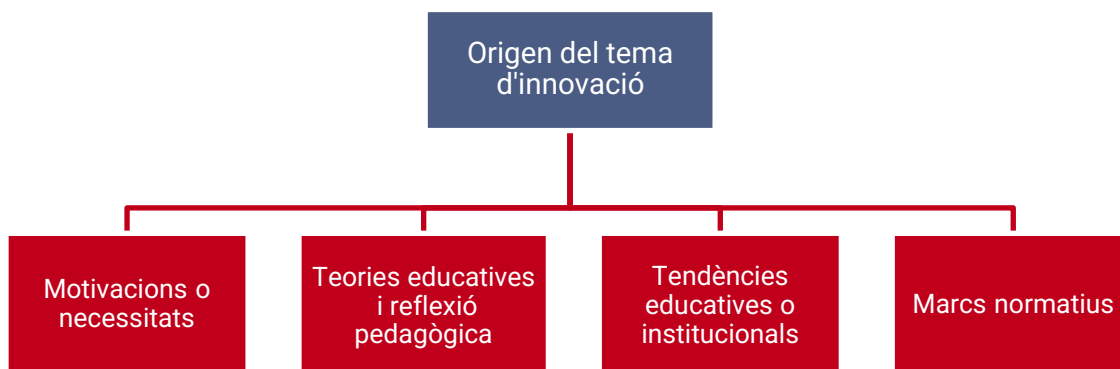 Origen del tema
d'innovació
Motivacions o
necessitats
Teories educatives
i reflexió
pedagògica
Tendències
educatives o
institucionals
Marcs normatius